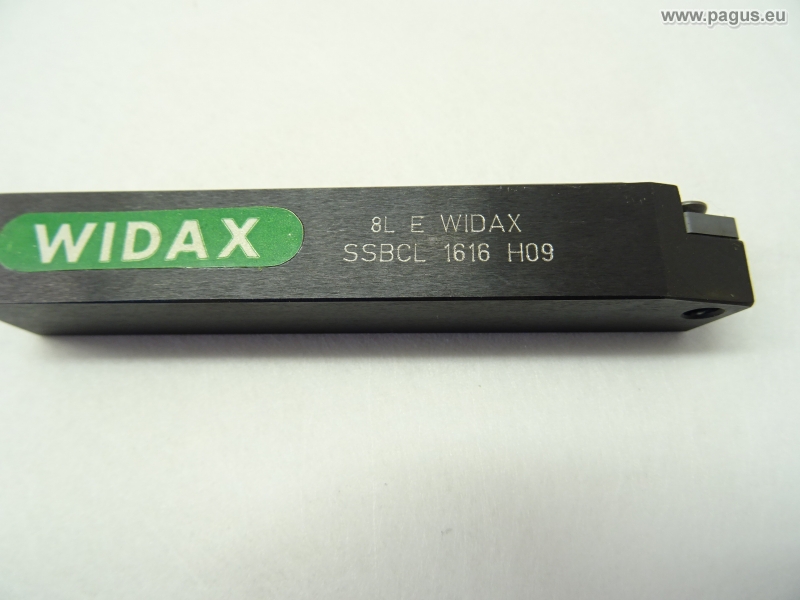 www.pagus.eu
WIDAX
8L E WIDAX
SSBCL 1616 H09